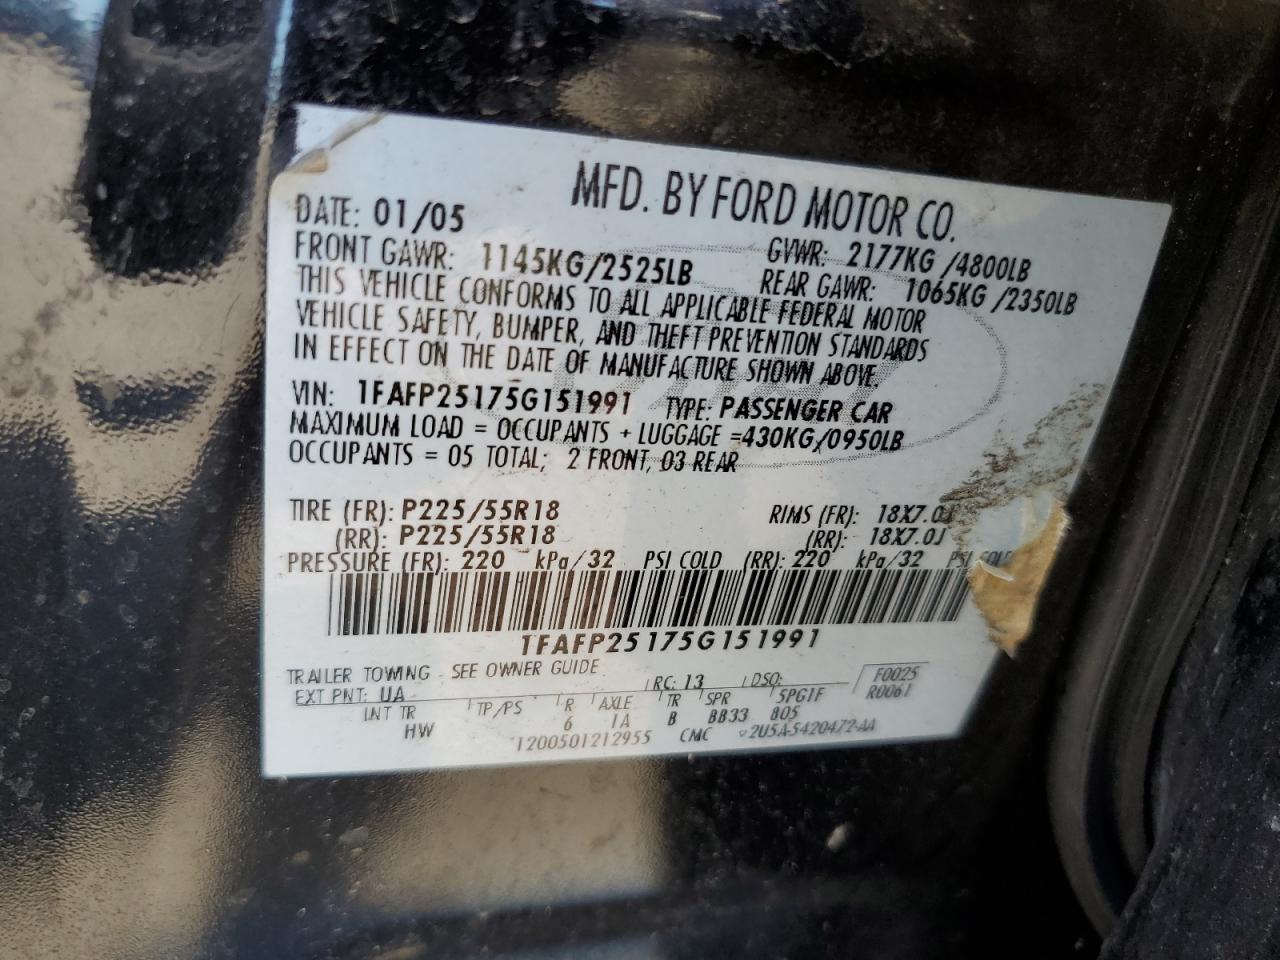 MFD. BY FORD MOTOR CO.
DATE: 01/05 GVWR: 2177KG /4800LB
FRONT GAWR: 1145KG/2525LB REAR GAWR: 1065KG /2350LB
THIS VEHICLE CONFORMS TO ALL APPLICABLE FEDERAL MOTOR
VEHICLE SAFETY, BUMPER, AND THEFT PREVENTION STANDARDS
IN EFFECT ON THE DATE OF MANUFACTURE SHOWN ABOVE.
VIN: 1FAFP25175G151991 TYPE: PASSENGER CAR
MAXIMUM LOAD = OCCUPANTS + LUGGAGE =430KG/0950LB
OCCUPANTS = 05 TOTAL; 2 FRONT, 03 REAR
TIRE (FR): P225/55R18 RIMS (FR): 18X7.0J
(RR): P225/55R18 (RR): 18X7.0J
PRESSURE (FR): 220 kPa/32 PSI COLD (RR): 220 kPa/32 PSI COLD
1FAFP25175G151991
TRAILER TOWING - SEE OWNER GUIDE
EXT PNT: UA RC: 13 DSO: F0025
INT TR TP/PS R AXLE TR SPR SPG1F R0061
HW 6 1A B BB33 BO5
1200501212955 CMC 2U5A-5420472-AA